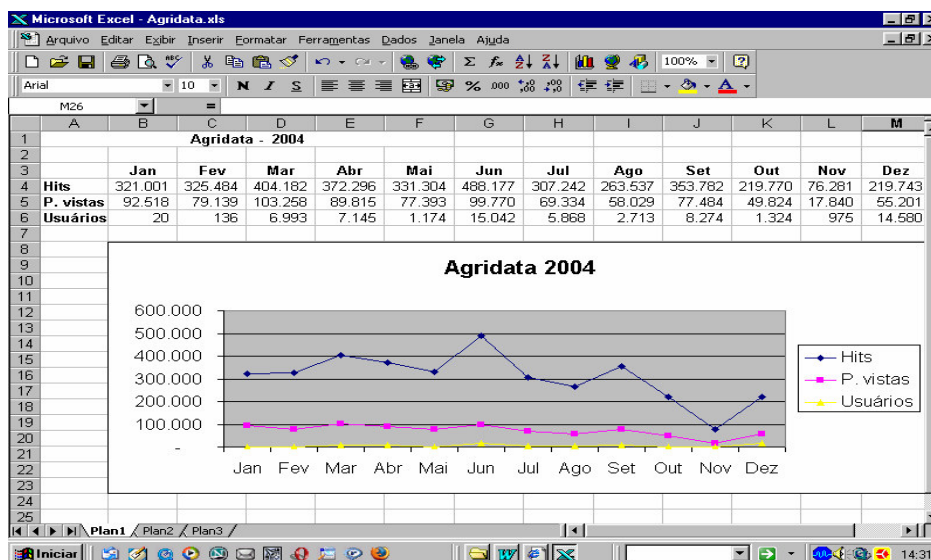 Microsoft Excel - Agridata.xls
Arquivo Editar Exibir Inserir Formatar Ferramentas Dados Janela Ajuda
100%
Arial 10 N I S % 000
M26 =
A B C D E F G H I J K L M
1 Agridata - 2004
2
3 Jan Fev Mar Abr Mai Jun Jul Ago Set Out Nov Dez
4 Hits 321.001 325.484 404.182 372.296 331.304 488.177 307.242 263.537 353.782 219.770 76.281 219.743
5 P. vistas 92.518 79.139 103.258 89.815 77.393 99.770 69.334 58.029 77.484 49.824 17.840 55.201
6 Usuários 20 136 6.993 7.145 1.174 15.042 5.868 2.713 8.274 1.324 975 14.580
7
8
9
10
11
12
13
14
15
16
17
18
19
20
21
22
23
24
25
Agridata 2004
600.000
500.000
400.000
300.000
200.000
100.000
-
Jan Fev Mar Abr Mai Jun Jul Ago Set Out Nov Dez
Hits
P. vistas
Usuários
Plan1 Plan2 Plan3
Iniciar 14:31